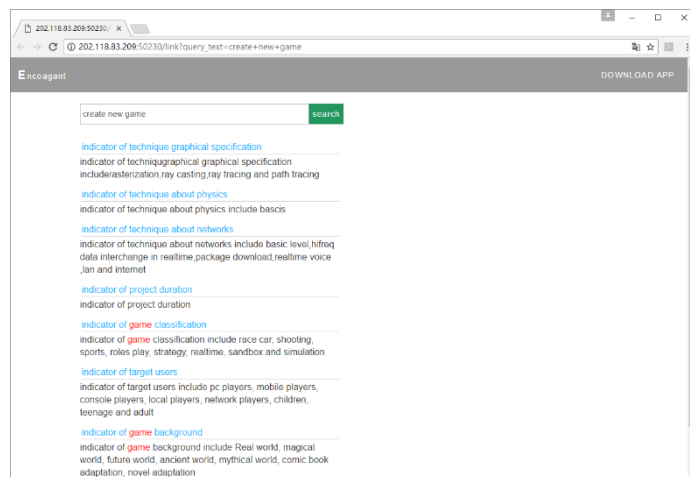 202.118.83.209:50230/
202.118.83.209:50230/link?query_text=create+new+game
Encoagant
DOWNLOAD APP
create new game
search
indicator of technique graphical specification
indicator of techniqugraphical graphical specification
includerasterization,ray casting,ray tracing and path tracing
indicator of technique about physics
indicator of technique about physics include bascis
indicator of technique about networks
indicator of technique about networks include basic level,hifreq
data interchange in realtime,package download,realtime voice
,lan and internet
indicator of project duration
indicator of project duration
indicator of game classification
indicator of game classification include race car, shooting,
sports, roles play, strategy, realtime, sandbox and simulation
indicator of target users
indicator of target users include pc players, mobile players,
console players, local players, network players, children,
teenage and adult
indicator of game background
indicator of game background include Real world, magical
world, future world, ancient world, mythical world, comic book
adaptation, novel adaptation